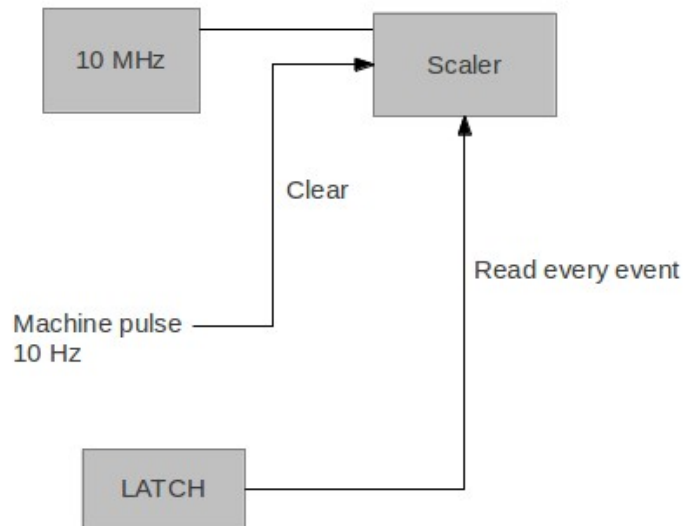 10 MHz
Scaler
Clear
Read every event
Machine pulse
10 Hz
LATCH